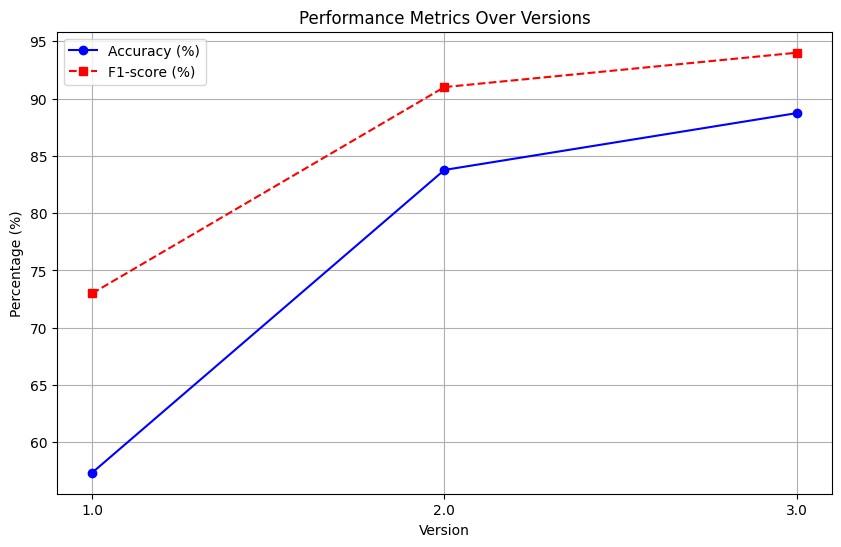 Performance Metrics Over Versions
Accuracy (%)
F1-score (%)
Percentage (%)
95
90
85
80
75
70
65
60
1.0
2.0
3.0
Version